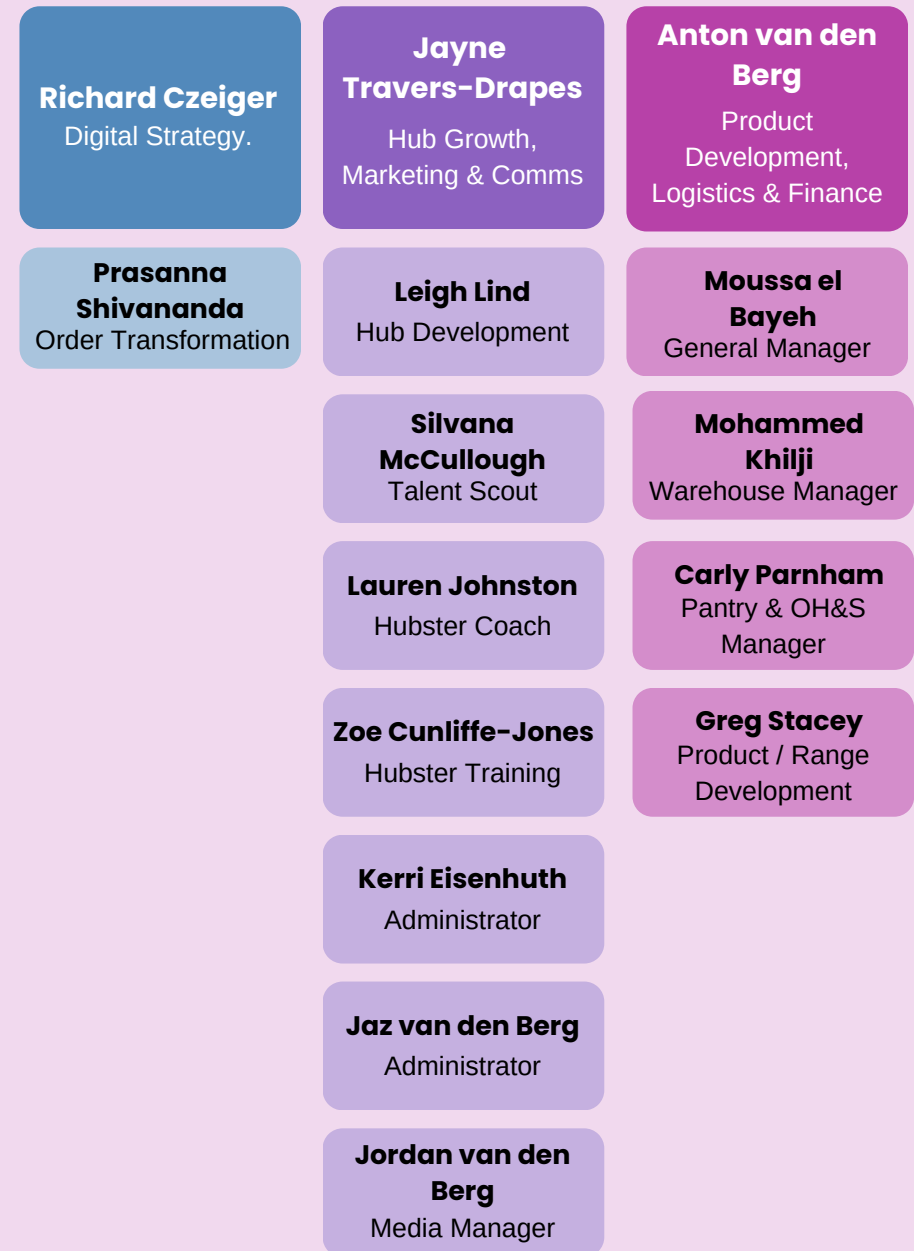 Richard Czeiger
Digital Strategy.
Prasanna
Shivananda
Order Transformation
Jayne
Travers-Drapes
Hub Growth,
Marketing & Comms
Leigh Lind
Hub Development
Silvana
McCullough
Talent Scout
Lauren Johnston
Hubster Coach
Zoe Cunliffe-Jones
Hubster Training
Kerri Eisenhuth
Administrator
Jaz van den Berg
Administrator
Jordan van den
Berg
Media Manager
Anton van den
Berg
Product
Development,
Logistics & Finance
Moussa el
Bayeh
General Manager
Mohammed
Khilji
Warehouse Manager
Carly Parnham
Pantry & OH&S
Manager
Greg Stacey
Product / Range
Development